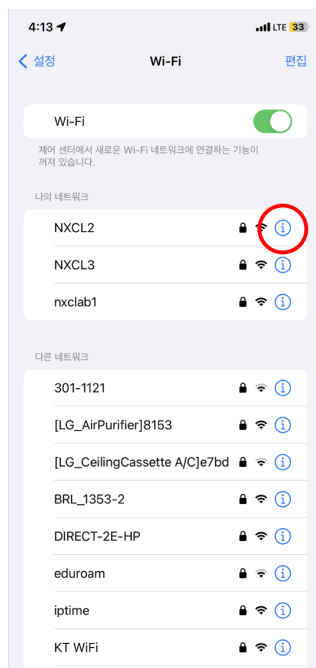 4:13 LTE 33
설정 Wi-Fi 편집
Wi-Fi
제어 센터에서 새로운 Wi-Fi 네트워크에 연결하는 기능이
꺼져 있습니다.
나의 네트워크
NXCL2
NXCL3
nxclab1
다른 네트워크
301-1121
[LG_AirPurifier]8153
[LG_CeilingCassette A/C]e7bd
BRL_1353-2
DIRECT-2E-HP
eduroam
iptime
KT WiFi